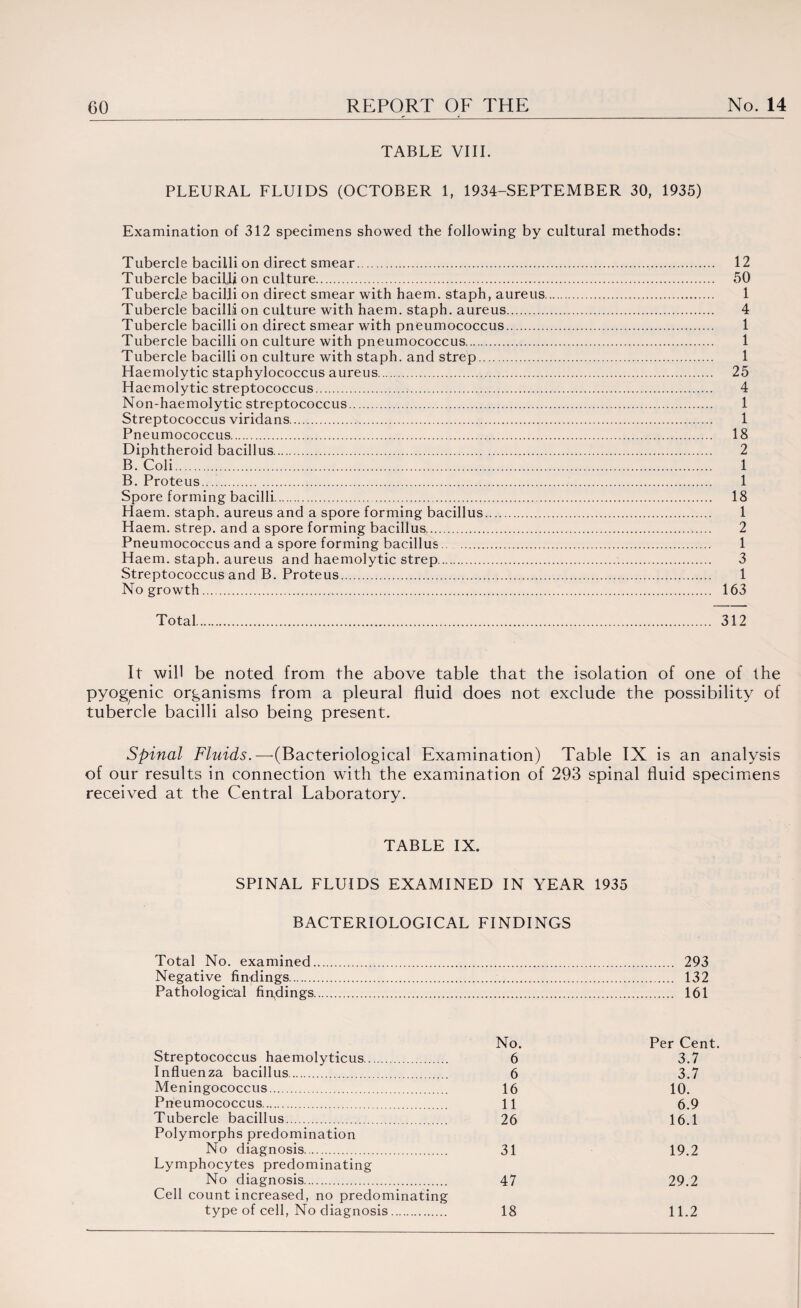 60 REPORT OF THE No. 14
TABLE VIII.
PLEURAL FLUIDS (OCTOBER 1, 1934-SEPTEMBER 30, 1935)
Examination of 312 specimens showed the following by cultural methods:
Tubercle bacilli on direct smear 12
Tubercle bacilli on culture 50
Tubercle bacilli on direct smear with haem. staph, aureus 1
Tubercle bacilli on culture with haem. staph. aureus 4
Tubercle bacilli on direct smear with pneumococcus 1
Tubercle bacilli on culture with pneumococcus 1
Tubercle bacilli on culture with staph. and strep 1
Haemolytic staphylococcus aureus 25
Haemolytic streptococcus 4
Non-haemolytic streptococcus 1
Streptococcus viridans 1
Pneumococcus 18
Diphtheroid bacillus 2
B. Coli 1
B. Proteus 1
Spore forming bacilli 18
Haem. staph. aureus and a spore forming bacillus 1
Haem. strep. and a spore forming bacillus 2
Pneumococcus and a spore forming bacillus 1
Haem. staph. aureus and haemolytic strep 3
Streptococcus and B. Proteus 1
No growth 163
Total 312
It will be noted from the above table that the isolation of one of the
pyogenic organisms from a pleural fluid does not exclude the possibility of
tubercle bacilli also being present.
Spinal Fluids.—(Bacteriological Examination) Table IX is an analysis
of our results in connection with the examination of 293 spinal fluid specimens
received at the Central Laboratory.
TABLE IX.
SPINAL FLUIDS EXAMINED IN YEAR 1935
BACTERIOLOGICAL FINDINGS
Total No. examined 293
Negative findings 132
Pathological findings 161
No. Per Cent.
Streptococcus haemolyticus 6 3.7
Influenza bacillus 6 3.7
Meningococcus 16 10.
Pneumococcus 11 6.9
Tubercle bacillus 26 16.1
Polymorphs predomination
No diagnosis 31 19.2
Lymphocytes predominating
No diagnosis 47 29.2
Cell count increased, no predominating
type of cell, No diagnosis 18 11.2